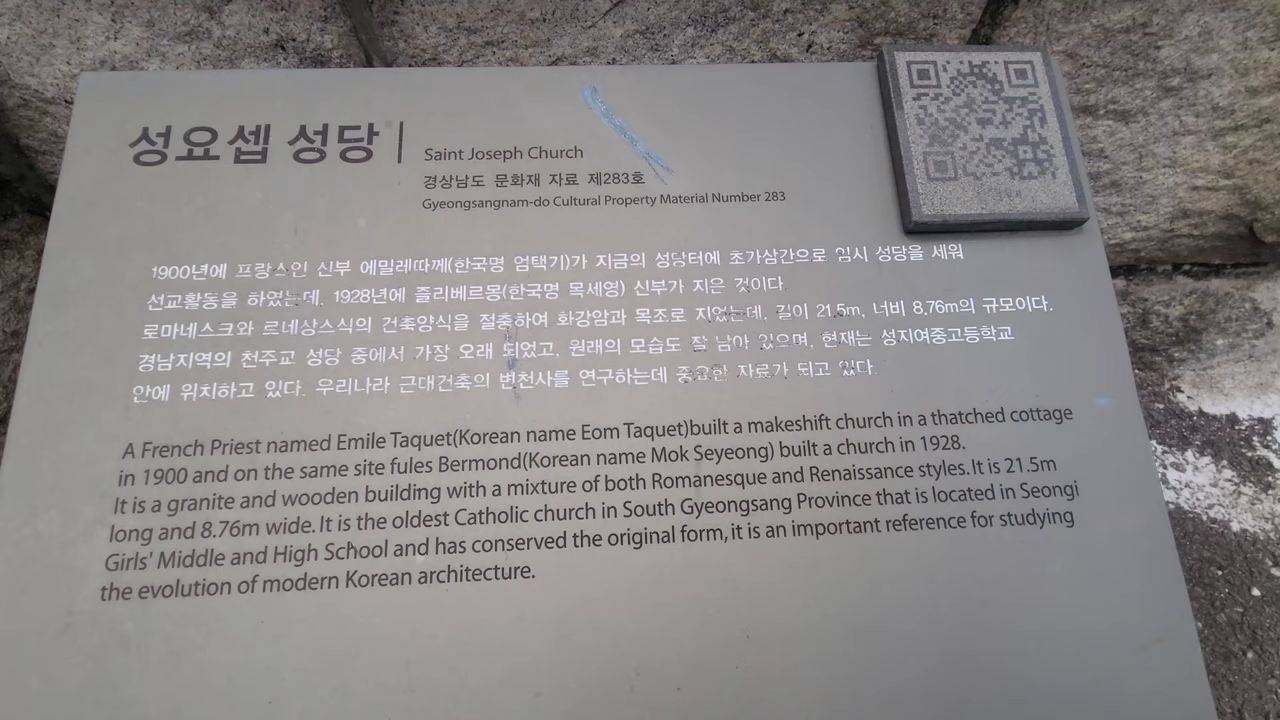 성요셉 성당
Saint Joseph Church
경상남도 문화재 자료 제283호
Gyeongsangnam-do Cultural Property Material Number 283
1900년에 프랑스인 신부 에밀레따께(한국명 엄택기)가 지금의 성당터에 초가삼간으로 임시 성당을 세워
선교활동을 하였는데, 1928년에 쥴리베르몽(한국명 목세영) 신부가 지은 것이다.
로마네스크와 르네상스식의 건축양식을 절충하여 화강암과 목조로 지었는데, 길이 21.5m, 너비 8.76m의 규모이다.
경남지역의 천주교 성당 중에서 가장 오래 되었고, 원래의 모습도 잘 남아 있으며, 현재는 성지여중고등학교
안에 위치하고 있다. 우리나라 근대건축의 변천사를 연구하는데 중요한 자료가 되고 있다.
A French Priest named Emile Taquet(Korean name Eom Taquet)built a makeshift church in a thatched cottage
in 1900 and on the same site fules Bermond(Korean name Mok Seyeong) built a church in 1928.
It is a granite and wooden building with a mixture of both Romanesque and Renaissance styles.It is 21.5m
long and 8.76m wide.It is the oldest Catholic church in South Gyeongsang Province that is located in Seongi
Girls' Middle and High School and has conserved the original form,it is an important reference for studying
the evolution of modern Korean architecture.